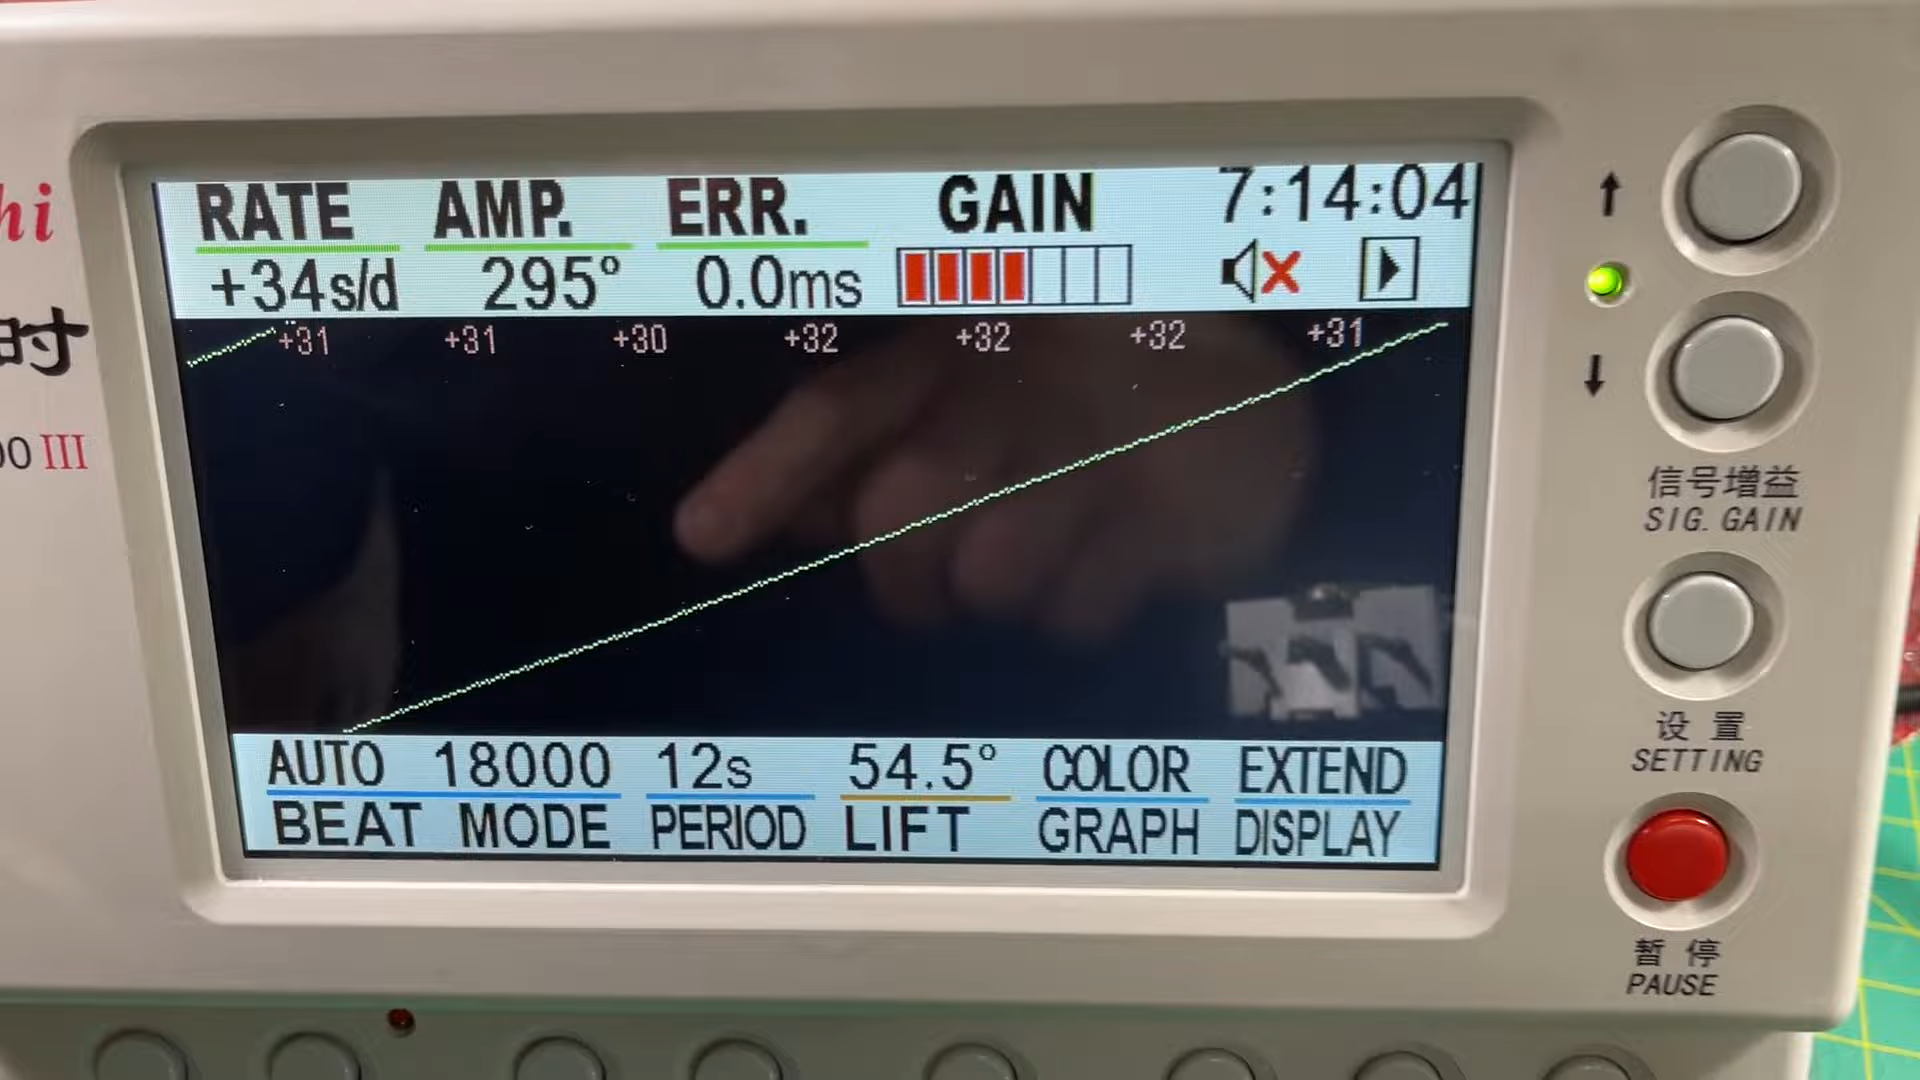 RATE AMP. ERR. GAIN 7:14:04
+34s/d 295° 0.0ms
+31 +31 +30 +32 +32 +32 +31
AUTO 18000 12s 54.5° COLOR EXTEND
BEAT MODE PERIOD LIFT GRAPH DISPLAY
hi
时
00 III
↑
↓
信号增益
SIG. GAIN
设 置
SETTING
暂 停
PAUSE